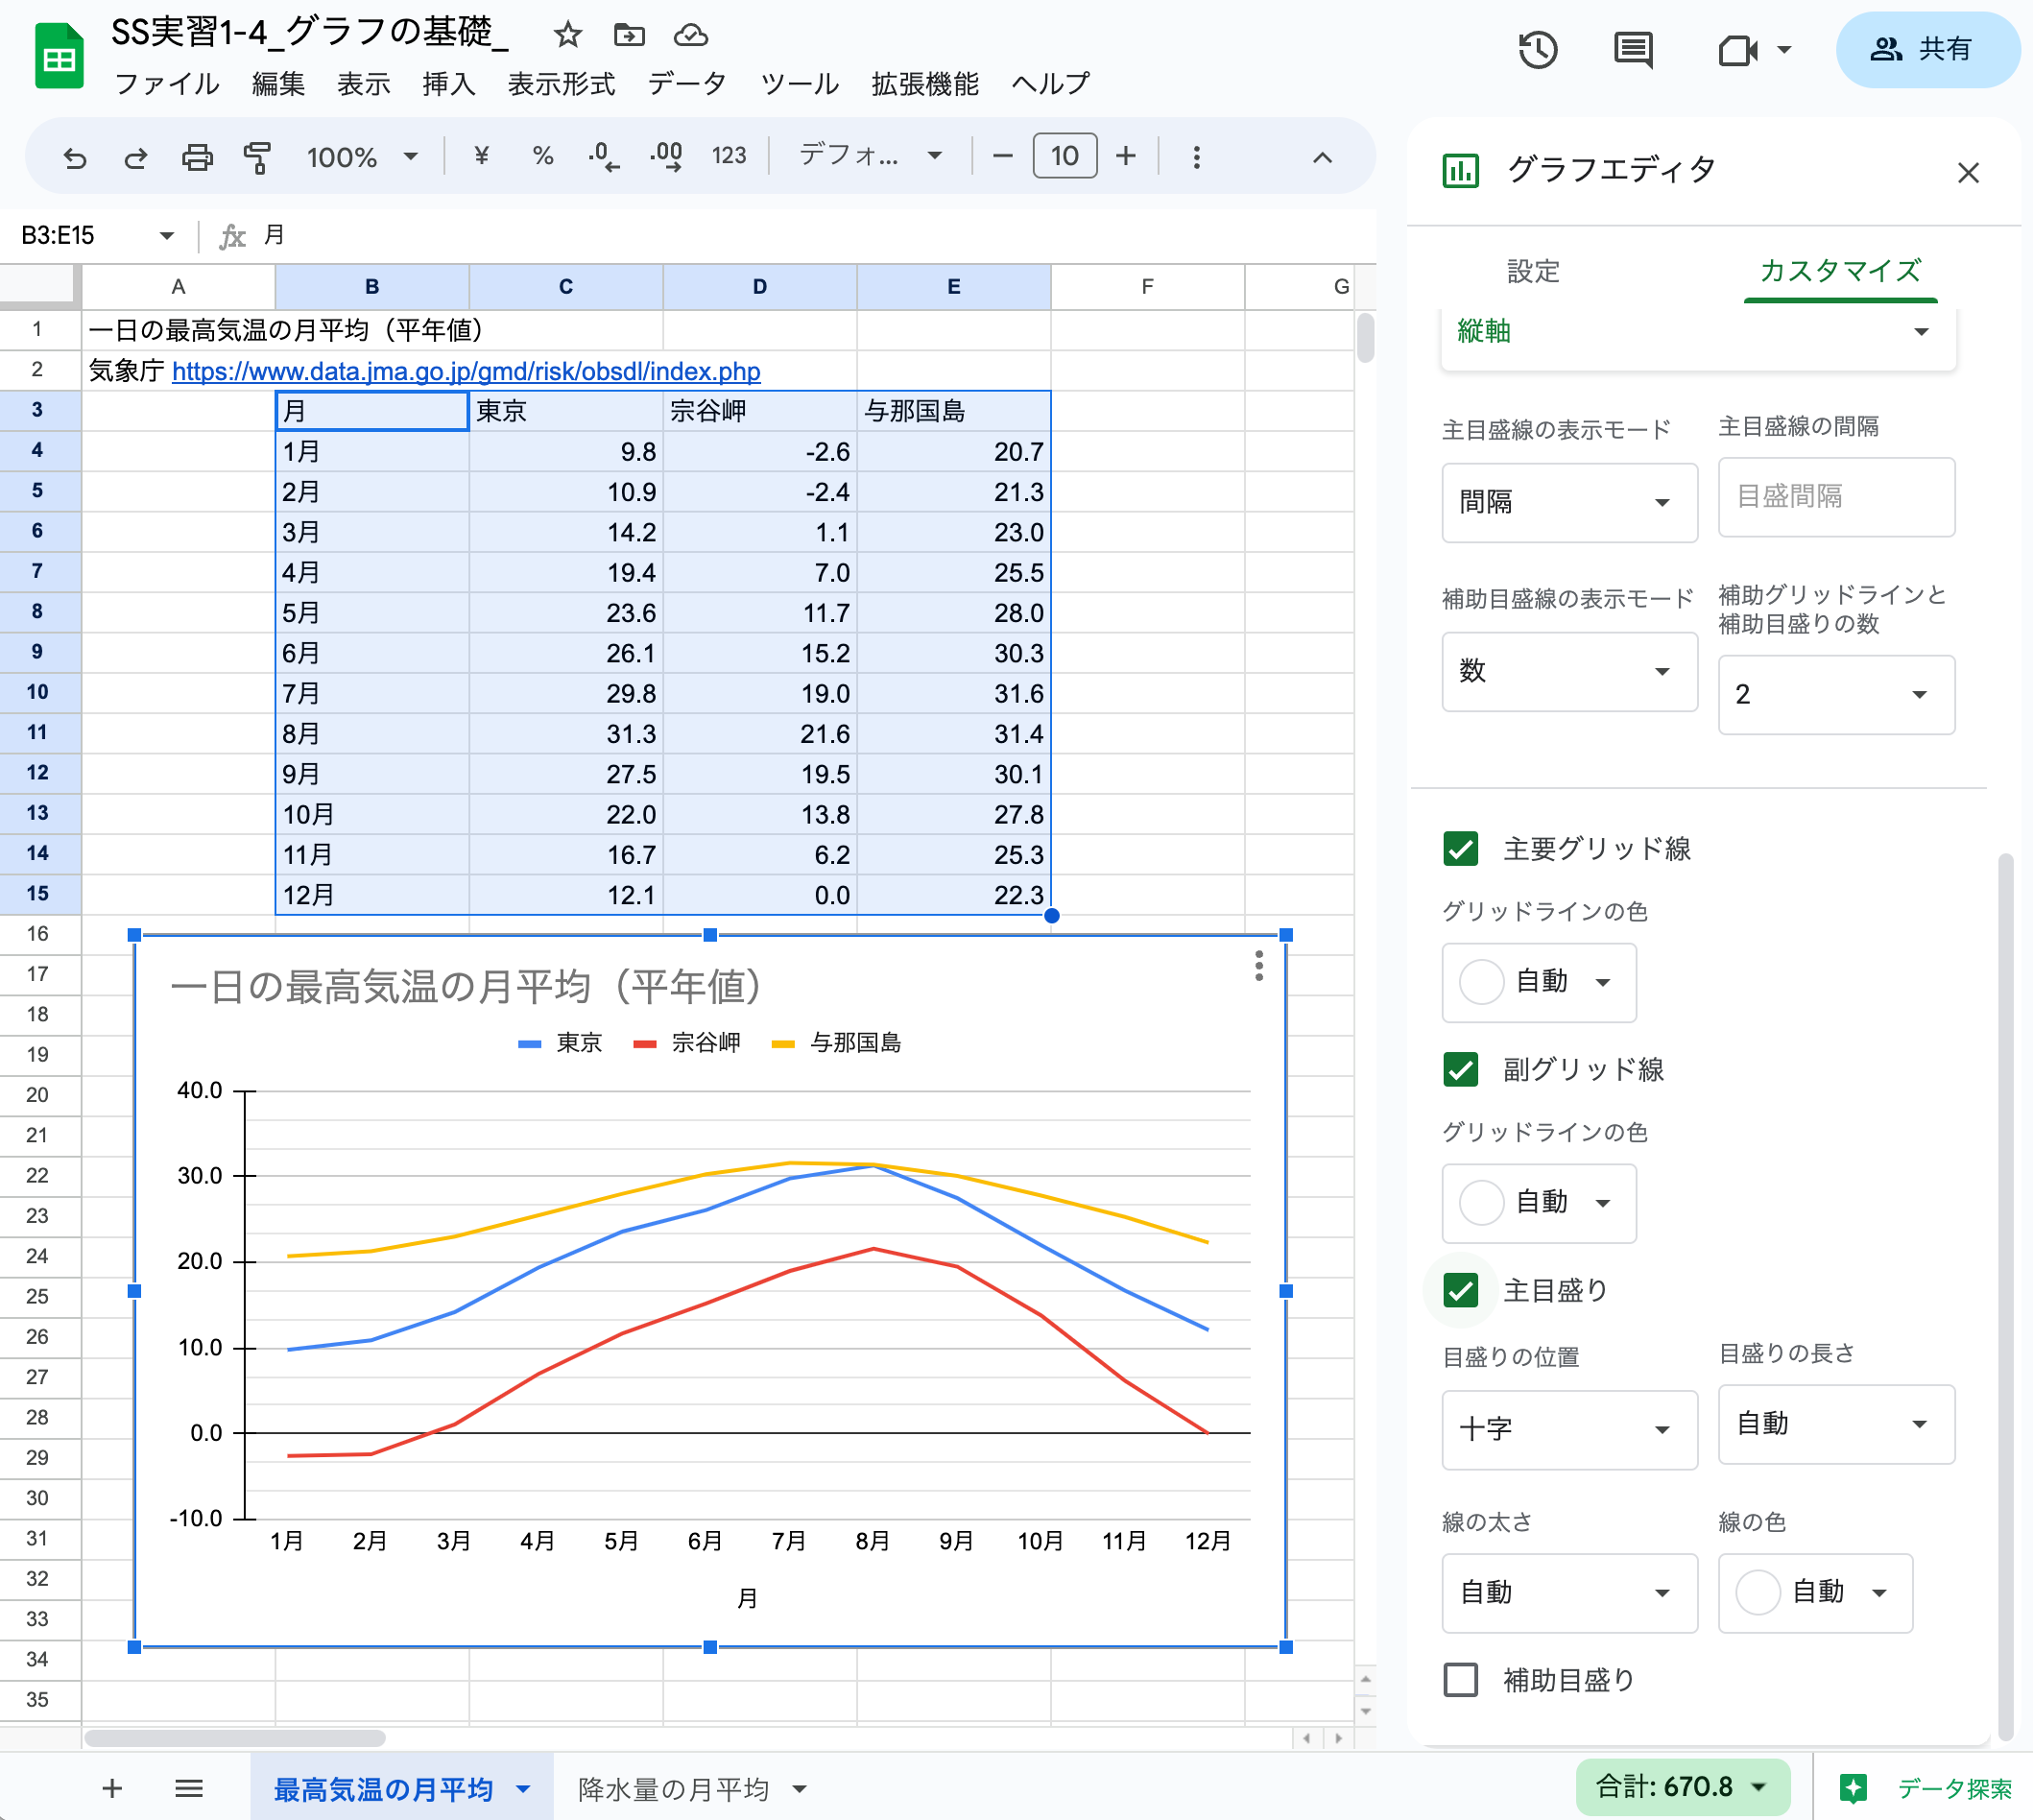 SS実習1-4_グラフの基礎_
ファイル 編集 表示 挿入 表示形式 データ ツール 拡張機能 ヘルプ
共有
100% ¥ % .0 .00 123 デフォ... 10
B3:E15 fx 月
A B C D E F G
1 一日の最高気温の月平均（平年値）
2 気象庁 https://www.data.jma.go.jp/gmd/risk/obsdl/index.php
3 月 東京 宗谷岬 与那国島
4 1月 9.8 -2.6 20.7
5 2月 10.9 -2.4 21.3
6 3月 14.2 1.1 23.0
7 4月 19.4 7.0 25.5
8 5月 23.6 11.7 28.0
9 6月 26.1 15.2 30.3
10 7月 29.8 19.0 31.6
11 8月 31.3 21.6 31.4
12 9月 27.5 19.5 30.1
13 10月 22.0 13.8 27.8
14 11月 16.7 6.2 25.3
15 12月 12.1 0.0 22.3
16
17
18
19
20
21
22
23
24
25
26
27
28
29
30
31
32
33
34
35
一日の最高気温の月平均（平年値）
東京 宗谷岬 与那国島
40.0
30.0
20.0
10.0
0.0
-10.0
1月 2月 3月 4月 5月 6月 7月 8月 9月 10月 11月 12月
月
グラフエディタ
設定 カスタマイズ
縦軸
主目盛線の表示モード 主目盛線の間隔
間隔 目盛間隔
補助目盛線の表示モード 補助グリッドラインと
補助目盛りの数
数 2
主要グリッド線
グリッドラインの色
自動
副グリッド線
グリッドラインの色
自動
主目盛り
目盛りの位置 目盛りの長さ
十字 自動
線の太さ 線の色
自動 自動
補助目盛り
最高気温の月平均 降水量の月平均 合計: 670.8 データ探索